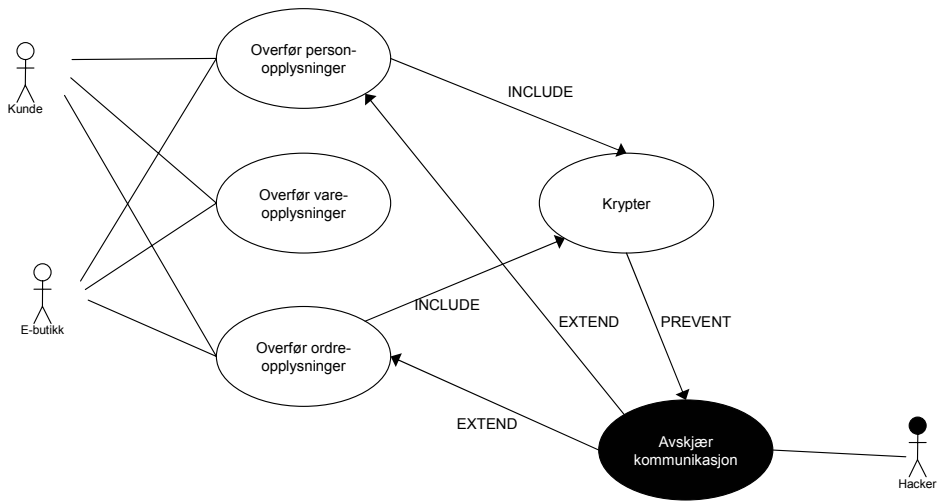 Overfør person-
opplysninger
INCLUDE
Kunde
Overfør vare-
opplysninger
Krypter
E-butikk
INCLUDE
EXTEND
PREVENT
Overfør ordre-
opplysninger
EXTEND
Avskjær
kommunikasjon
Hacker